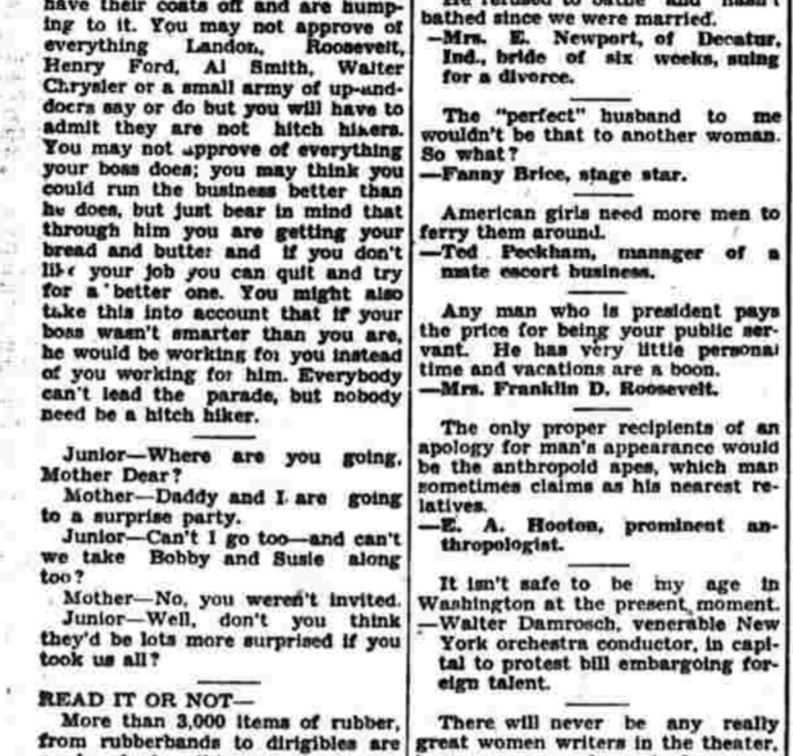 have their coats off and are hump-
ing to it. You may not approve of
everything Landon, Roosevelt,
Henry Ford, Al Smith, Walter
Chrysler or a small army of up-and-
doers say or do but you will have to
admit they are not hitch hikers.
You may not approve of everything
your boss does; you may think you
could run the business better than
he does, but just bear in mind that
through him you are getting your
bread and butter and if you don't
like your job you can quit and try
for a better one. You might also
take this into account that if your
boss wasn't smarter than you are,
he would be working for you instead
of you working for him. Everybody
can't lead the parade, but nobody
need be a hitch hiker.
Junior—Where are you going,
Mother Dear?
Mother—Daddy and I are going
to a surprise party.
Junior—Can't I go too—and can't
we take Bobby and Susie along
too?
Mother—No, you weren't invited.
Junior—Well, don't you think
they'd be lots more surprised if you
took us all?
READ IT OR NOT—
More than 3,000 items of rubber,
from rubberbands to dirigibles are
He refused to bathe and hasn't
bathed since we were married.
—Mrs. E. Newport, of Decatur,
Ind., bride of six weeks, suing
for a divorce.
The "perfect" husband to me
wouldn't be that to another woman.
So what?
—Fanny Brice, stage star.
American girls need more men to
ferry them around.
—Ted Peckham, manager of a
mate escort business.
Any man who is president pays
the price for being your public ser-
vant. He has very little personal
time and vacations are a boon.
—Mrs. Franklin D. Roosevelt.
The only proper recipients of an
apology for man's appearance would
be the anthropoid apes, which man
sometimes claims as his nearest re-
latives.
—E. A. Hooton, prominent an-
thropologist.
It isn't safe to be my age in
Washington at the present moment.
—Walter Damrosch, venerable New
York orchestra conductor, in capi-
tal to protest bill embargoing for-
eign talent.
There will never be any really
great women writers in the theater,